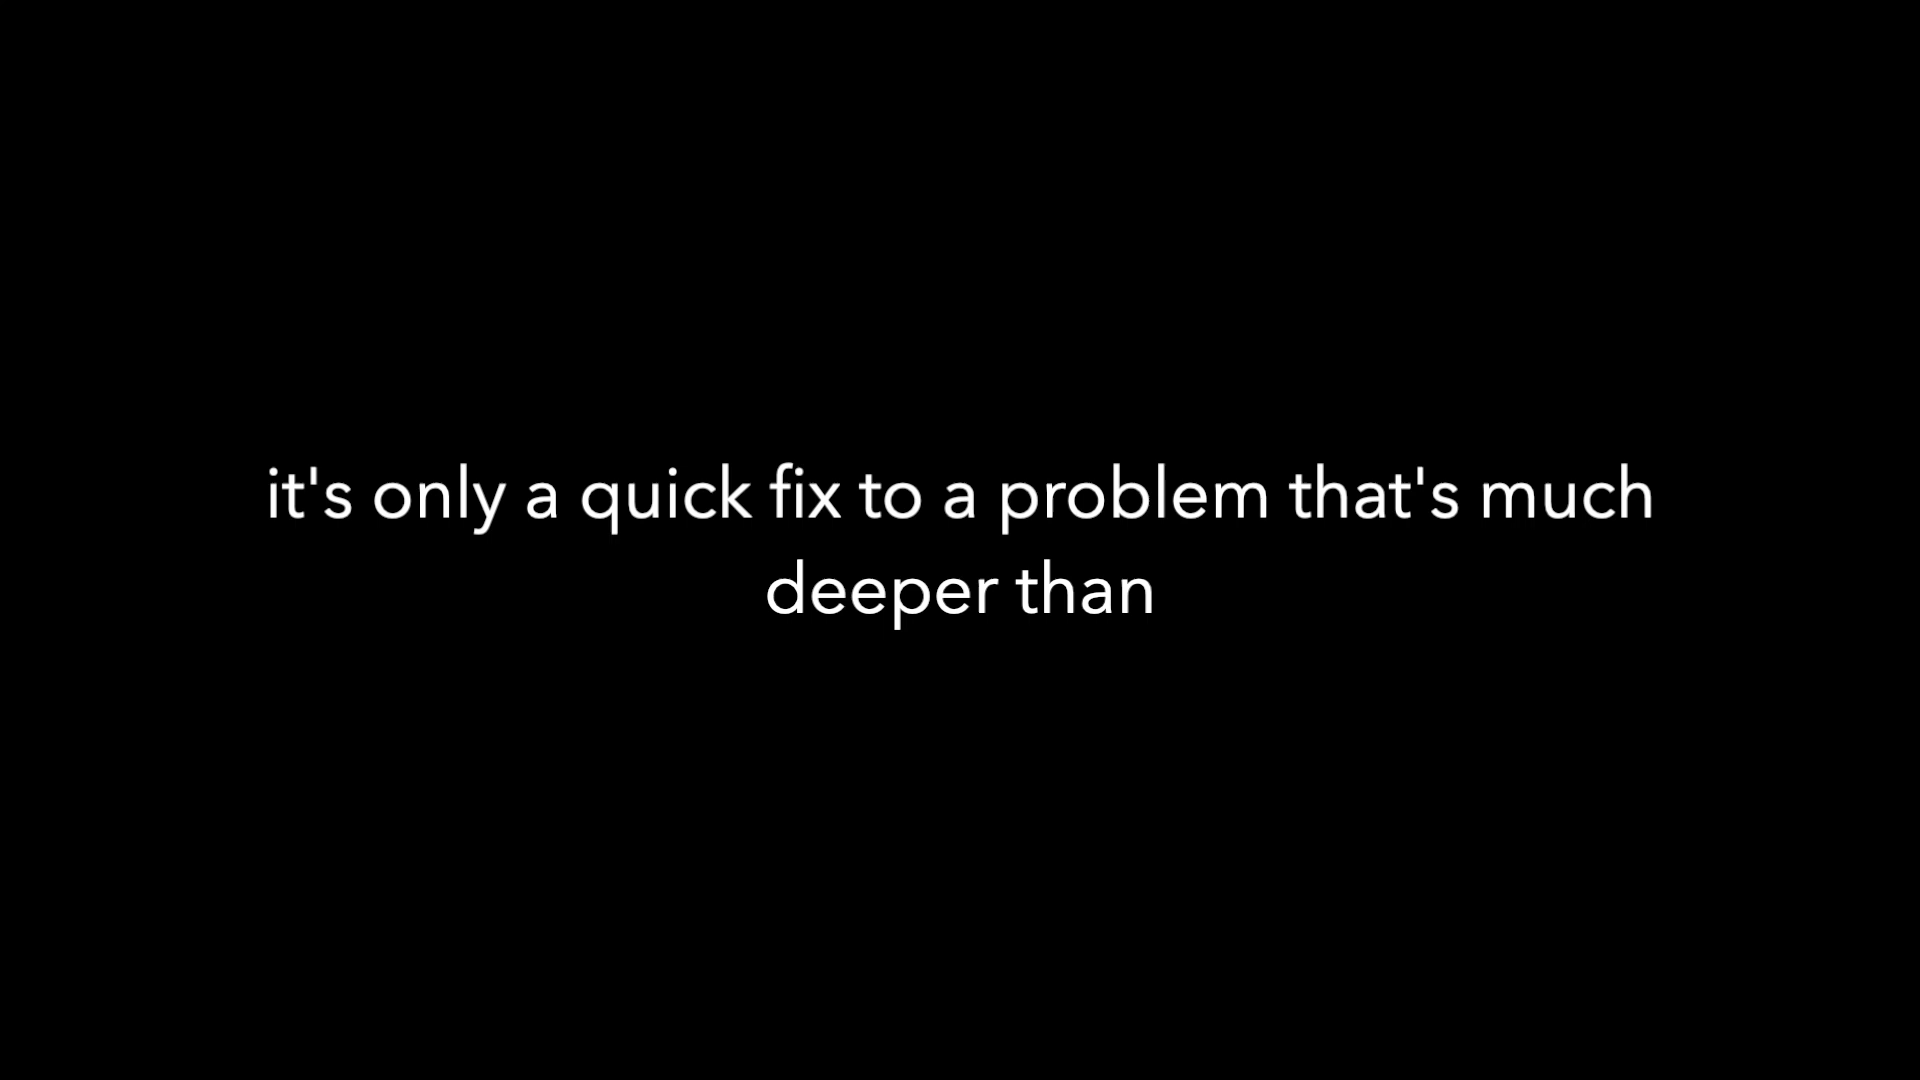 it's only a quick fix to a problem that's much
deeper than